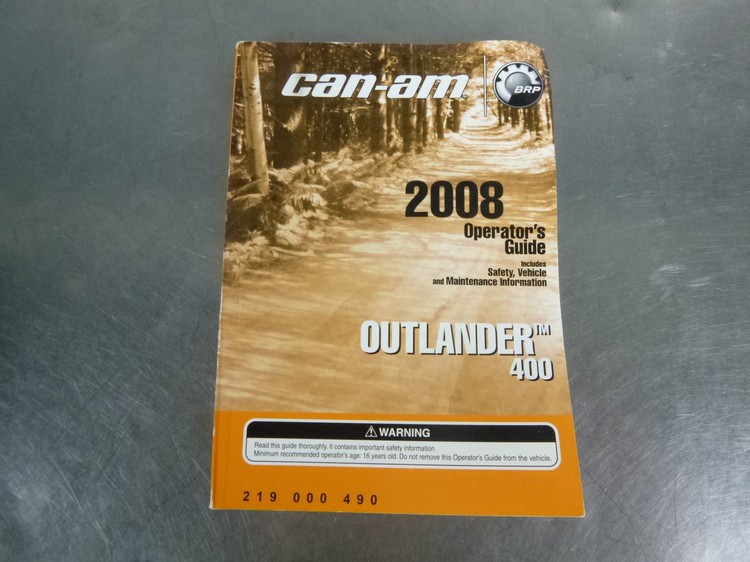 can-am
BRP
2008
Operator's
Guide
Includes
Safety, Vehicle
and Maintenance Information
OUTLANDER™
400
⚠ WARNING
Read this guide thoroughly. It contains important safety information.
Minimum recommended operator's age: 16 years old. Do not remove this Operator's Guide from the vehicle.
219 000 490